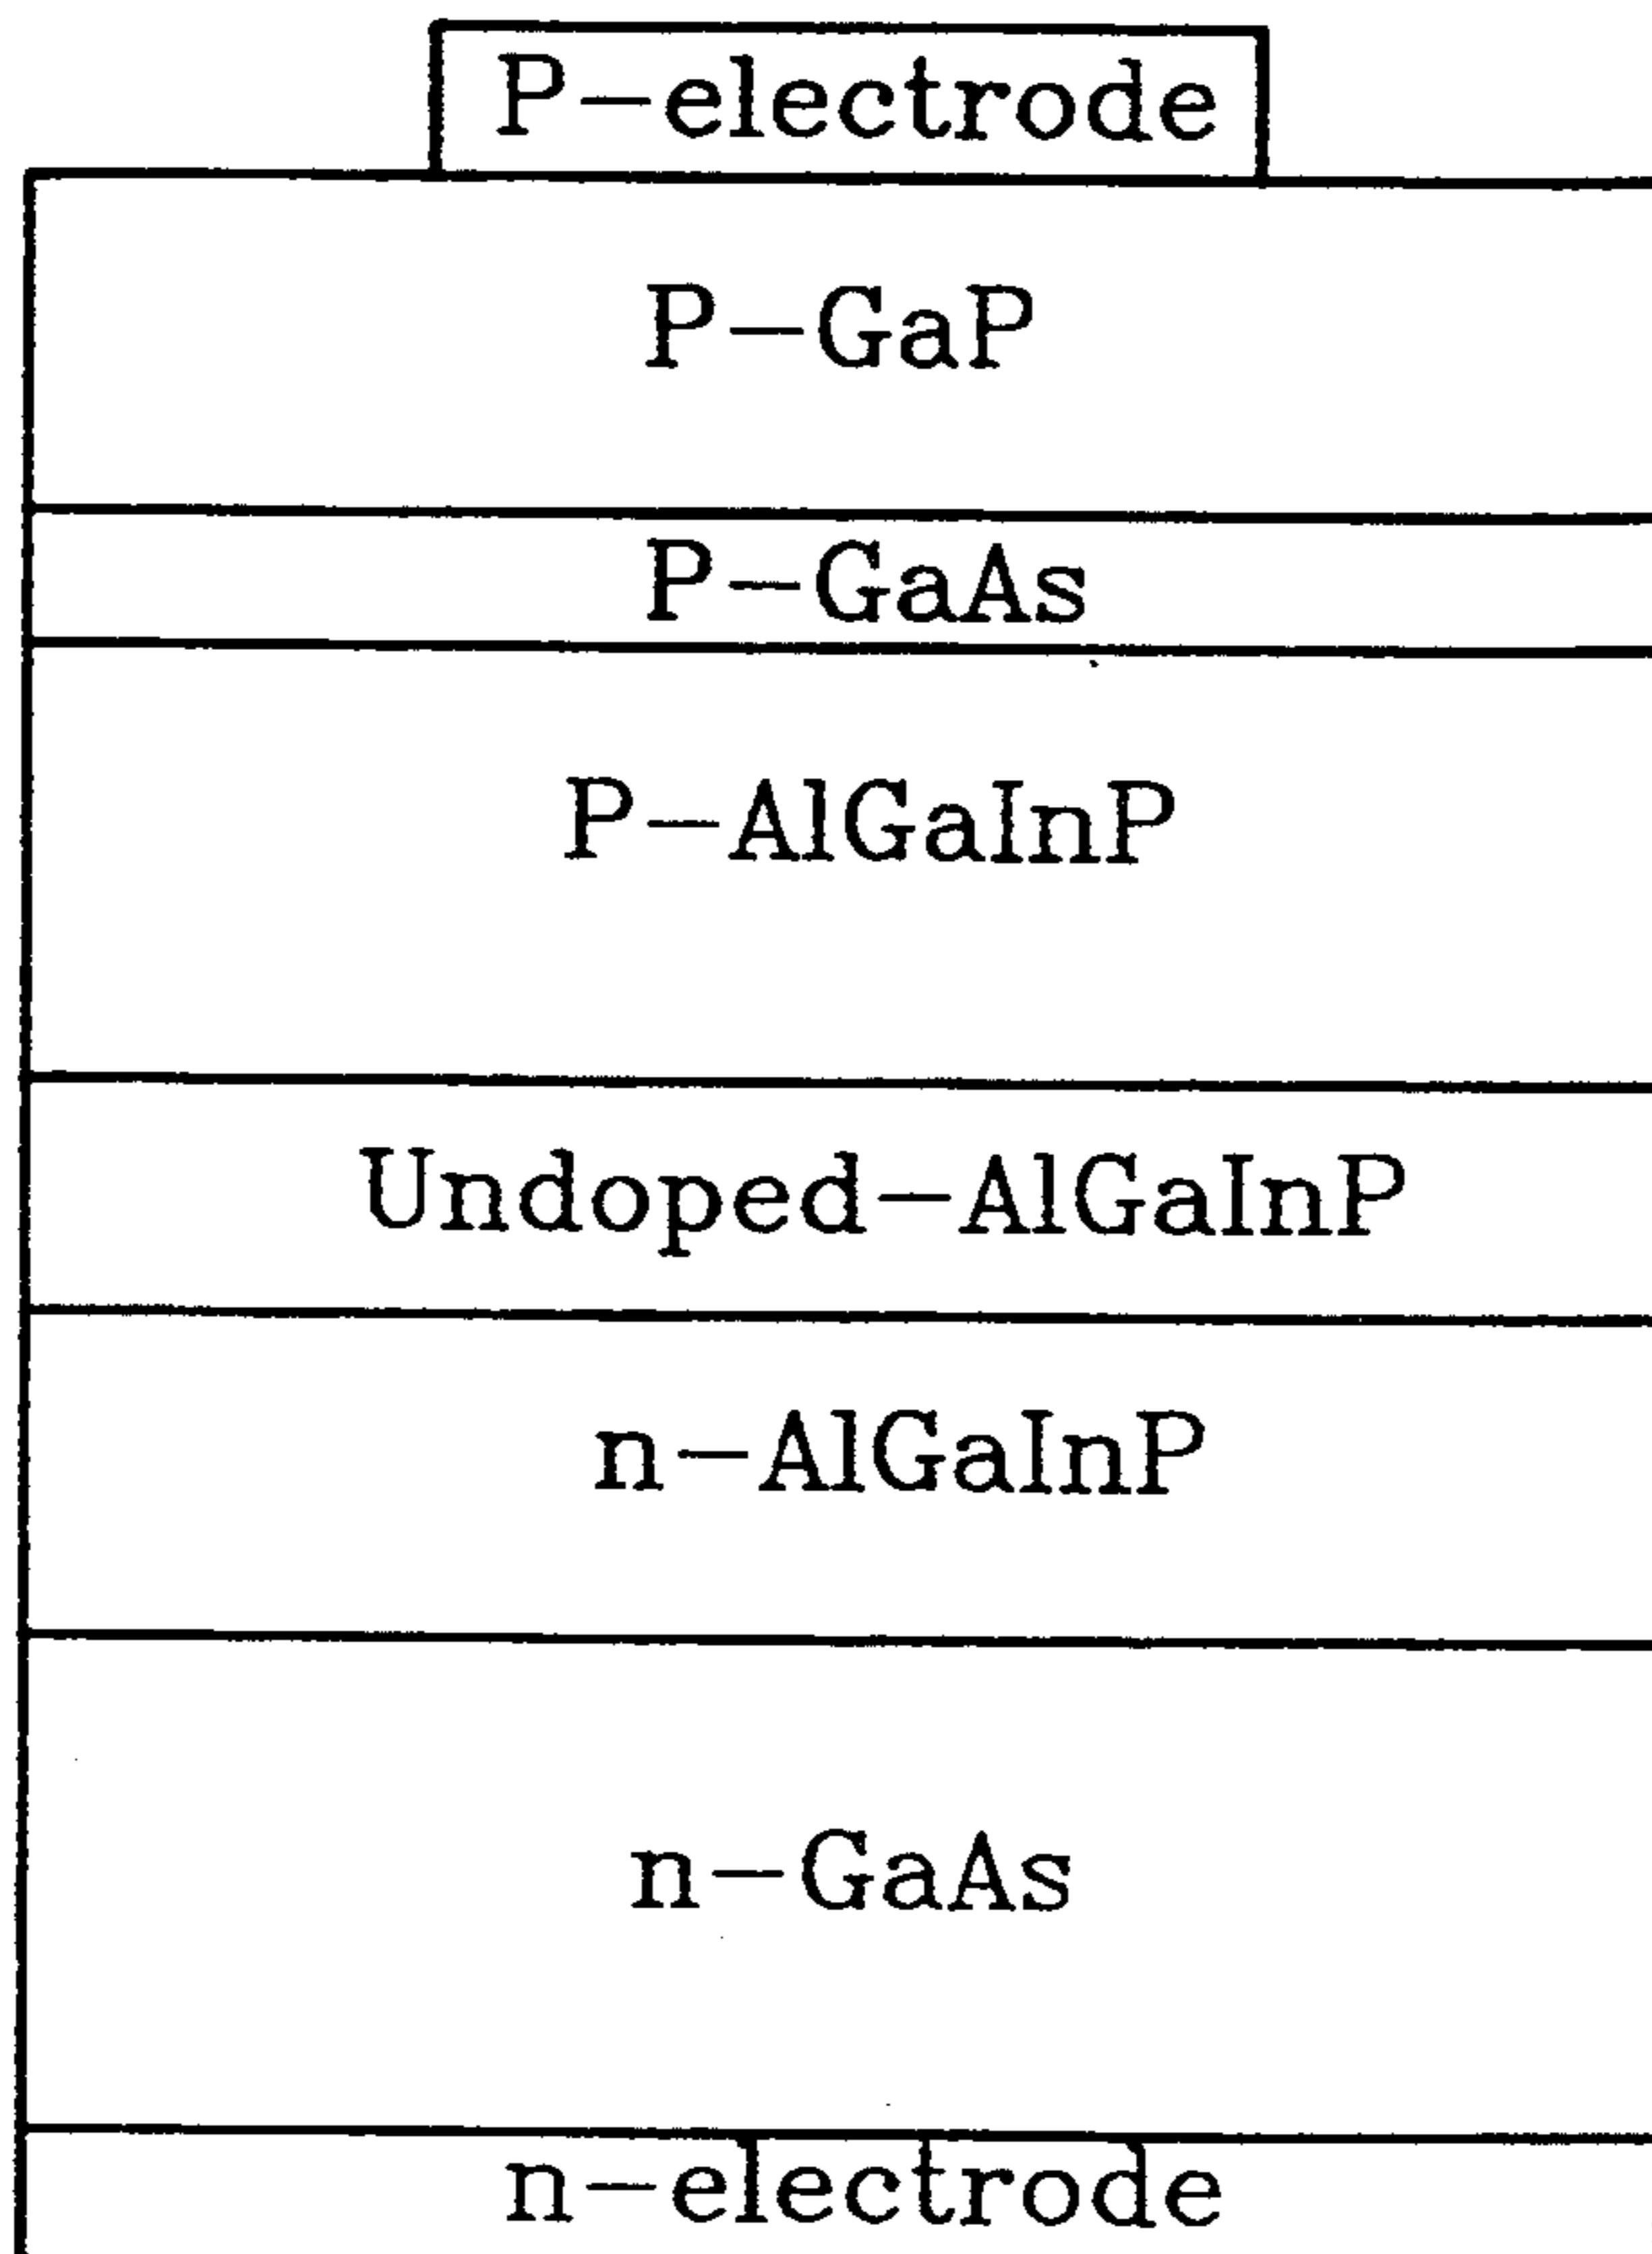 P-electrode
P-GaP
P-GaAs
P-AlGaInP
Undoped-AlGaInP
n-AlGaInP
n-GaAs
n-electrode